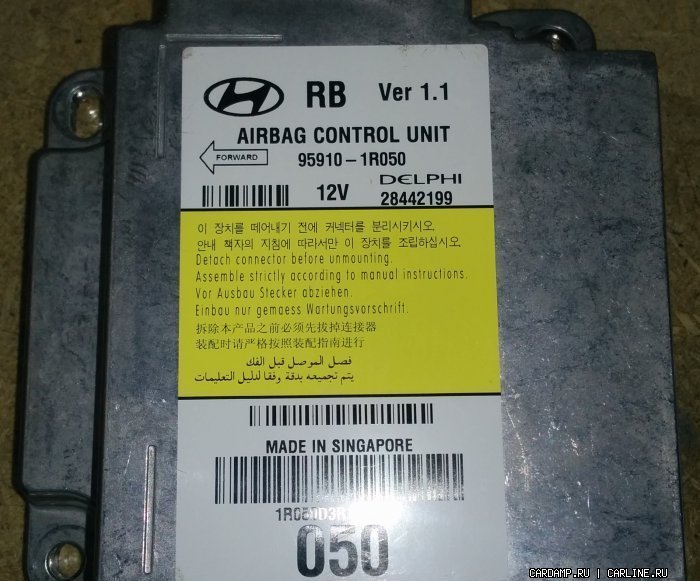 RB Ver 1.1
AIRBAG CONTROL UNIT
FORWARD 95910-1R050
12V DELPHI
28442199
이 장치를 떼어내기 전에 커넥터를 분리시키시오.
안내 책자의 지침에 따라서만 이 장치를 조립하십시오.
Detach connector before unmounting.
Assemble strictly according to manual instructions.
Vor Ausbau Stecker abziehen.
Einbau nur gemaess Wartungsvorschrift.
拆除本产品之前必须先拔掉连接器
装配时请严格按照装配指南进行
فصل الموصل قبل الفك
يتم تجميعه بدقة وفقا لدليل التعليمات
MADE IN SINGAPORE
050
CARDAMP.RU | CARLINE.RU